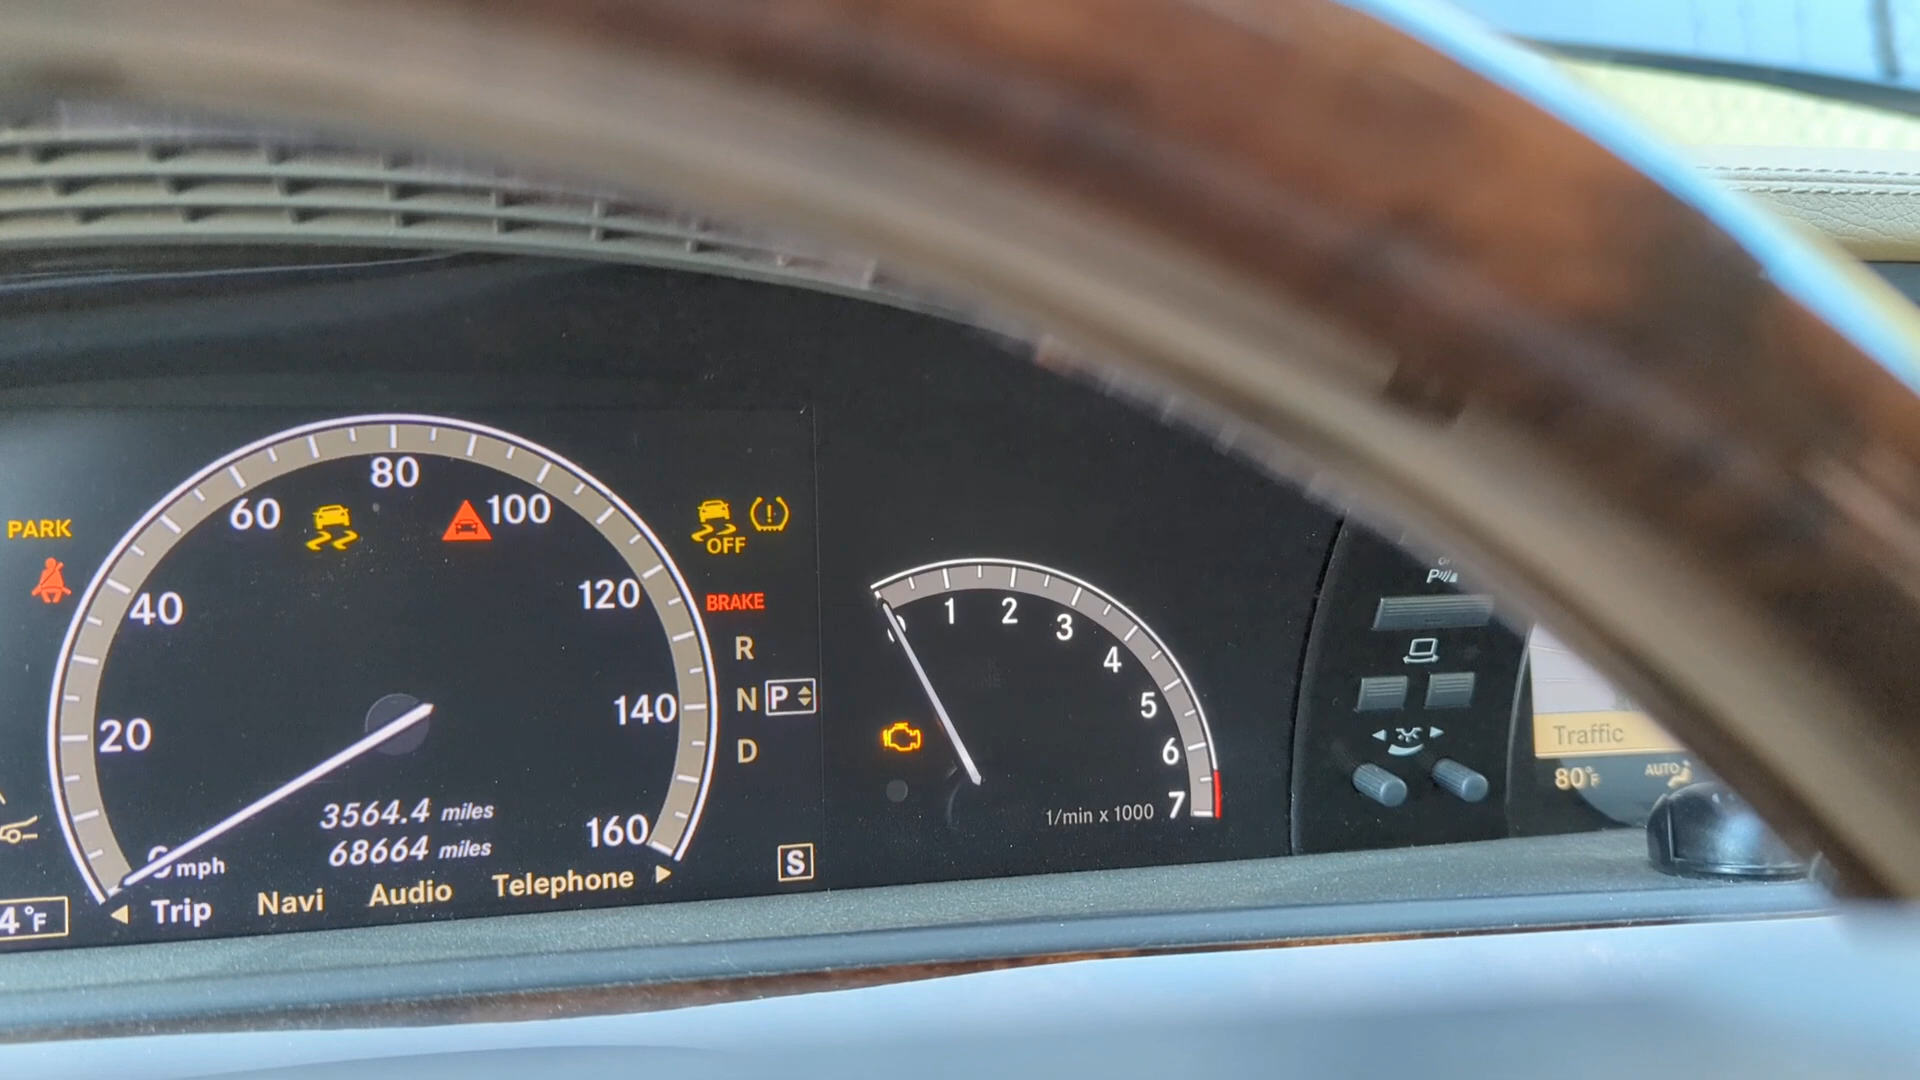 80
60
100
PARK
OFF
BRAKE
40
120
R
N P
D
20
140
3564.4 miles
68664 miles
160
mph
4°F
Trip Navi Audio Telephone
S
1
2
3
4
5
6
7
1/min x 1000
P
Traffic
80°F
AUTO